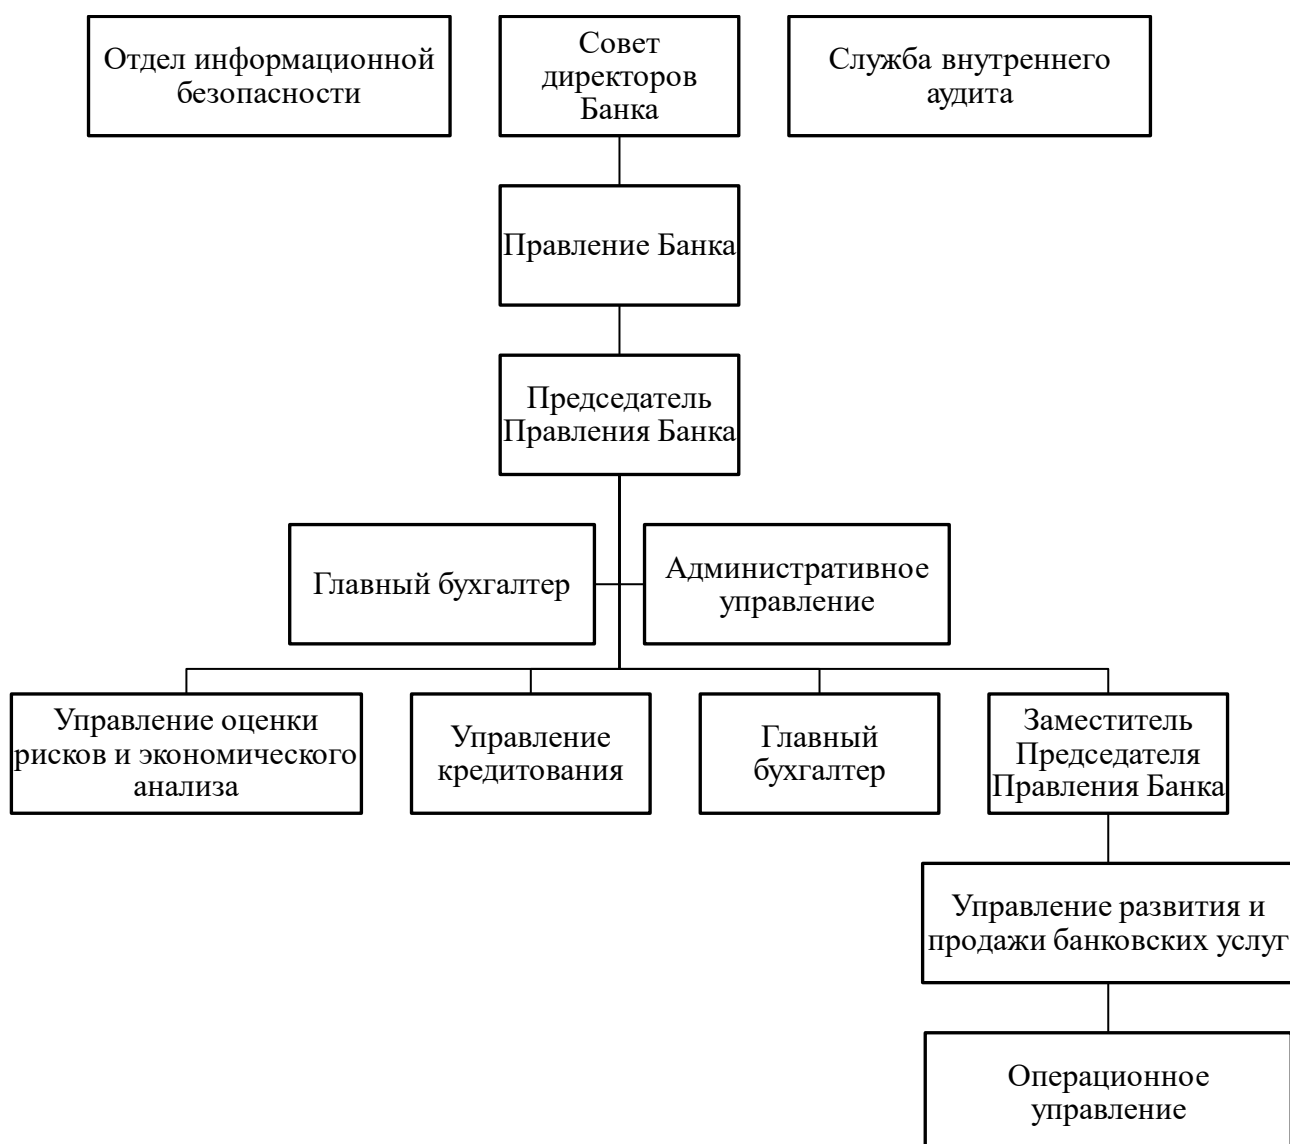 Отдел информационной
безопасности
Совет
директоров
Банка
Служба внутреннего
аудита
Правление Банка
Председатель
Правления Банка
Главный бухгалтер
Административное
управление
Управление оценки
рисков и экономического
анализа
Управление
кредитования
Главный
бухгалтер
Заместитель
Председателя
Правления Банка
Управление развития и
продажи банковских услуг
Операционное
управление